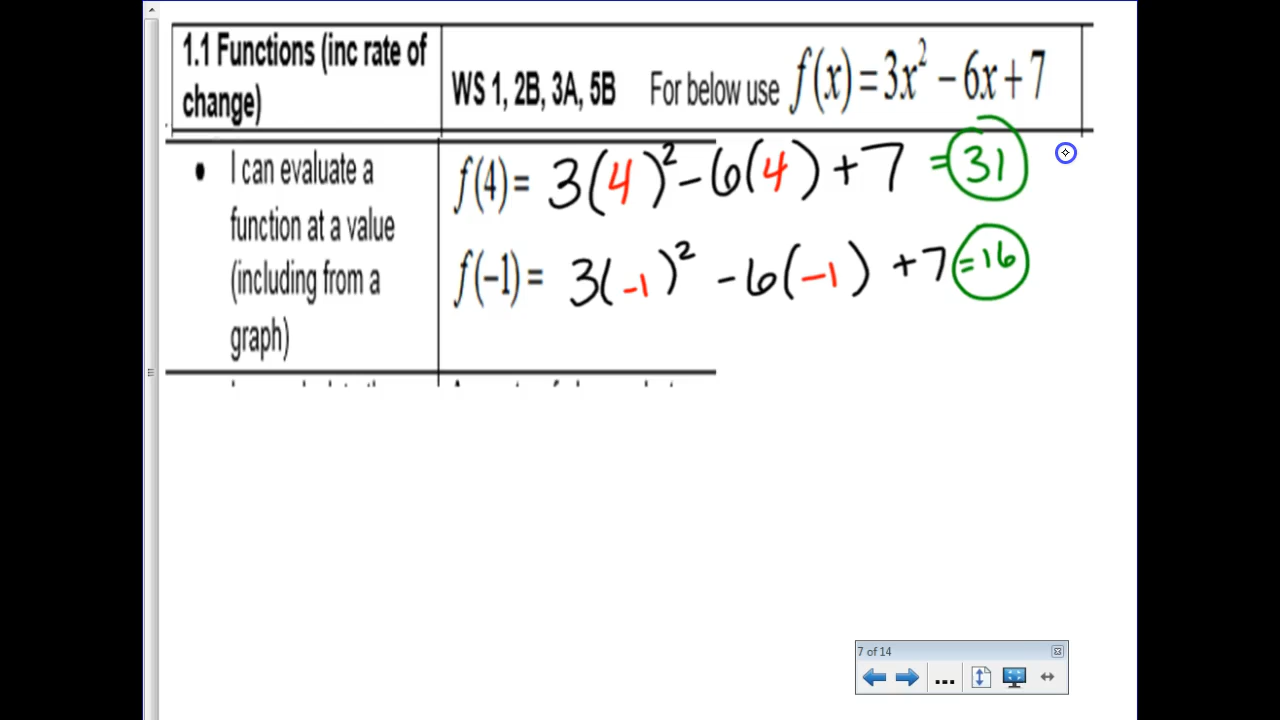 1.1 Functions (inc rate of
change)
WS 1, 2B, 3A, 5B For below use f(x) = 3x² − 6x + 7
• I can evaluate a
function at a value
(including from a
graph)
f(4) = 3(4)² - 6(4) + 7 = 31
f(−1) = 3(-1)² - 6(-1) + 7 = 16
7 of 14